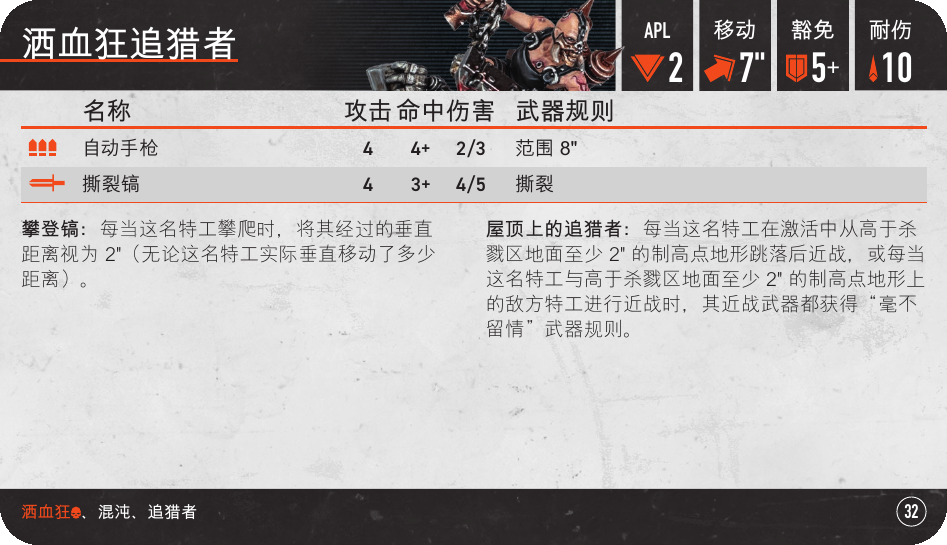 洒血狂追猎者
APL 移动 豁免 耐伤
2 7" 5+ 10
名称 攻击 命中 伤害 武器规则
自动手枪 4 4+ 2/3 范围 8"
撕裂镐 4 3+ 4/5 撕裂
攀登镐：每当这名特工攀爬时，将其经过的垂直
距离视为 2"（无论这名特工实际垂直移动了多少
距离）。
屋顶上的追猎者：每当这名特工在激活中从高于杀
戮区地面至少 2" 的制高点地形跳落后近战，或每当
这名特工与高于杀戮区地面至少 2" 的制高点地形上
的敌方特工进行近战时，其近战武器都获得“毫不
留情”武器规则。
洒血狂、混沌、追猎者
32